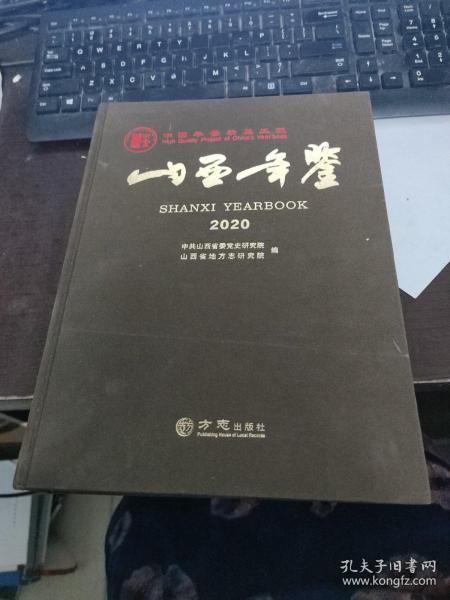 中国年鉴精品工程
High Quality Project of China's Yearbook
山西年鉴
SHANXI YEARBOOK
2020
中共山西省委党史研究院
山西省地方志研究院
编
方志出版社
Publishing House of Local Records
孔夫子旧书网
www.kongfz.com